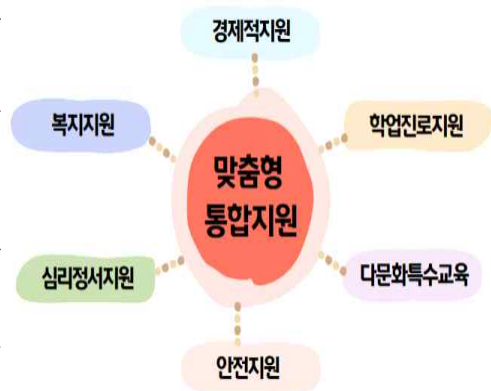 경제적지원
복지지원
학업진로지원
맞춤형
통합지원
심리정서지원
다문화특수교육
안전지원